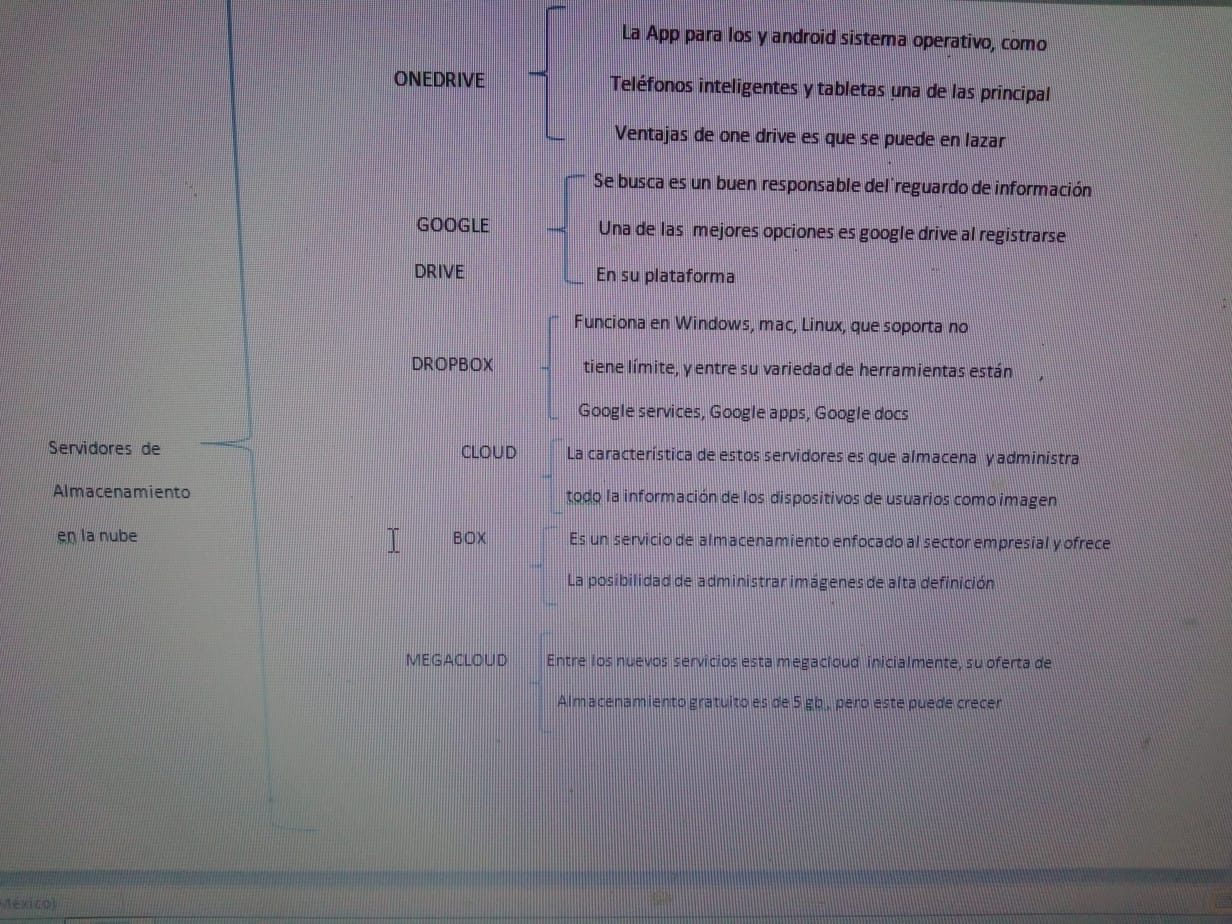 La App para los y android sistema operativo, como
ONEDRIVE
Teléfonos inteligentes y tabletas una de las principal
Ventajas de one drive es que se puede en lazar
Se busca es un buen responsable del reguardo de información
GOOGLE
Una de las mejores opciones es google drive al registrarse
DRIVE
En su plataforma
Funciona en Windows, mac, Linux, que soporta no
DROPBOX
tiene límite, y entre su variedad de herramientas están ,
Google services, Google apps, Google docs
Servidores de
Almacenamiento
en la nube
CLOUD
La característica de estos servidores es que almacena y administra
todo la información de los dispositivos de usuarios como imagen
BOX
Es un servicio de almacenamiento enfocado al sector empresial y ofrece
La posibilidad de administrar imágenes de alta definición
MEGACLOUD
Entre los nuevos servicios esta megacloud inicialmente, su oferta de
Almacenamiento gratuito es de 5 gb, pero este puede crecer
México)